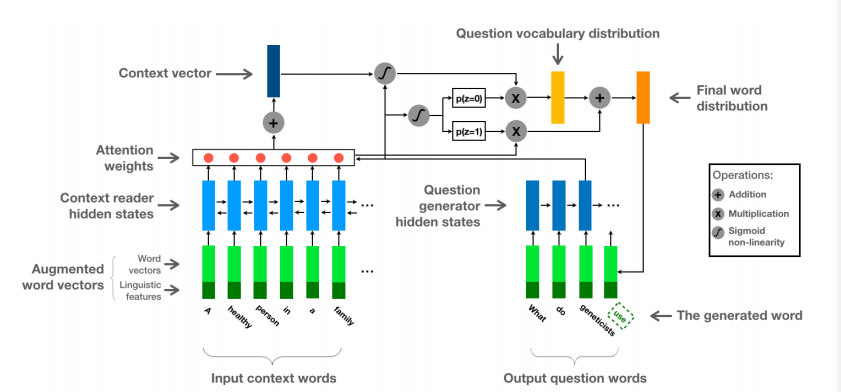 Question vocabulary distribution
Context vector
p(z=0)
x
+
Final word
distribution
+
p(z=1)
x
Attention
weights
Operations:
+ Addition
x Multiplication
∫ Sigmoid
non-linearity
Context reader
hidden states
...
Question
generator
hidden states
...
Augmented
word vectors
Word
vectors
Linguistic
features
...
A
healthy
person
in
a
family
What
do
geneticists
use
The generated word
Input context words
Output question words